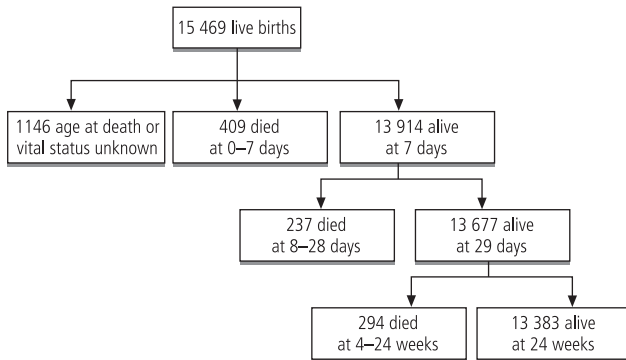 15 469 live births
1146 age at death or
vital status unknown
409 died
at 0–7 days
13 914 alive
at 7 days
237 died
at 8–28 days
13 677 alive
at 29 days
294 died
at 4–24 weeks
13 383 alive
at 24 weeks